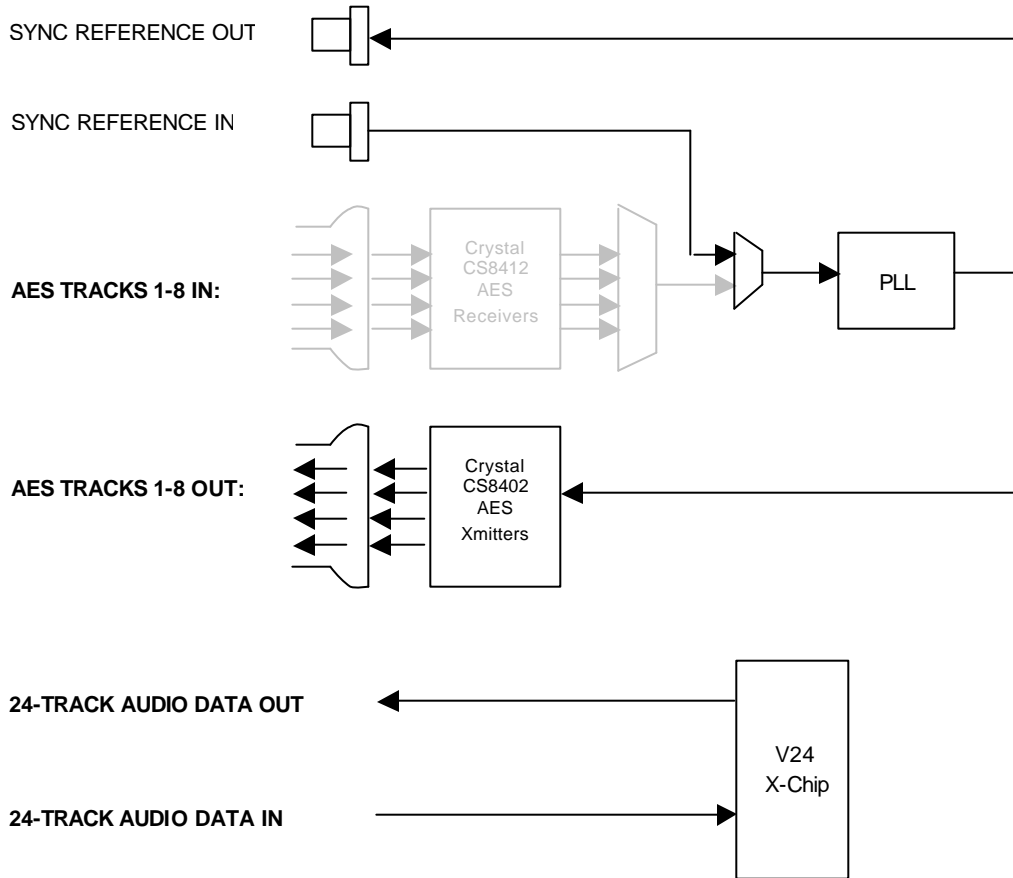 SYNC REFERENCE OUT
SYNC REFERENCE IN
AES TRACKS 1-8 IN:
Crystal
CS8412
AES
Receivers
PLL
AES TRACKS 1-8 OUT:
Crystal
CS8402
AES
Xmitters
24-TRACK AUDIO DATA OUT
V24
X-Chip
24-TRACK AUDIO DATA IN